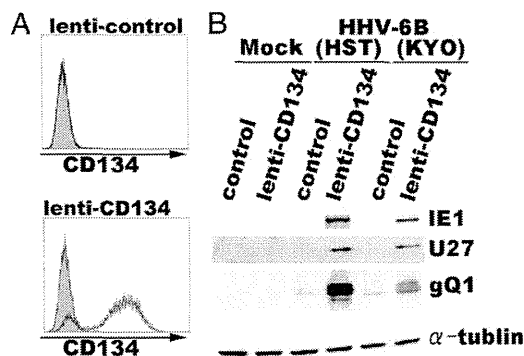 A
lenti-control
CD134
lenti-CD134
CD134
B
HHV-6B
Mock (HST) (KYO)
control
lenti-CD134
control
lenti-CD134
control
lenti-CD134
IE1
U27
gQ1
α-tublin